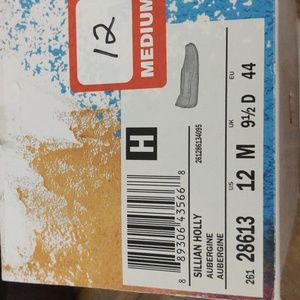 12
MEDIUM
H
261286134095
8 89306 43566 8
SILLIAN HOLLY
AUBERGINE
AUBERGINE
US UK EU
261 28613 12 M 9½ D 44